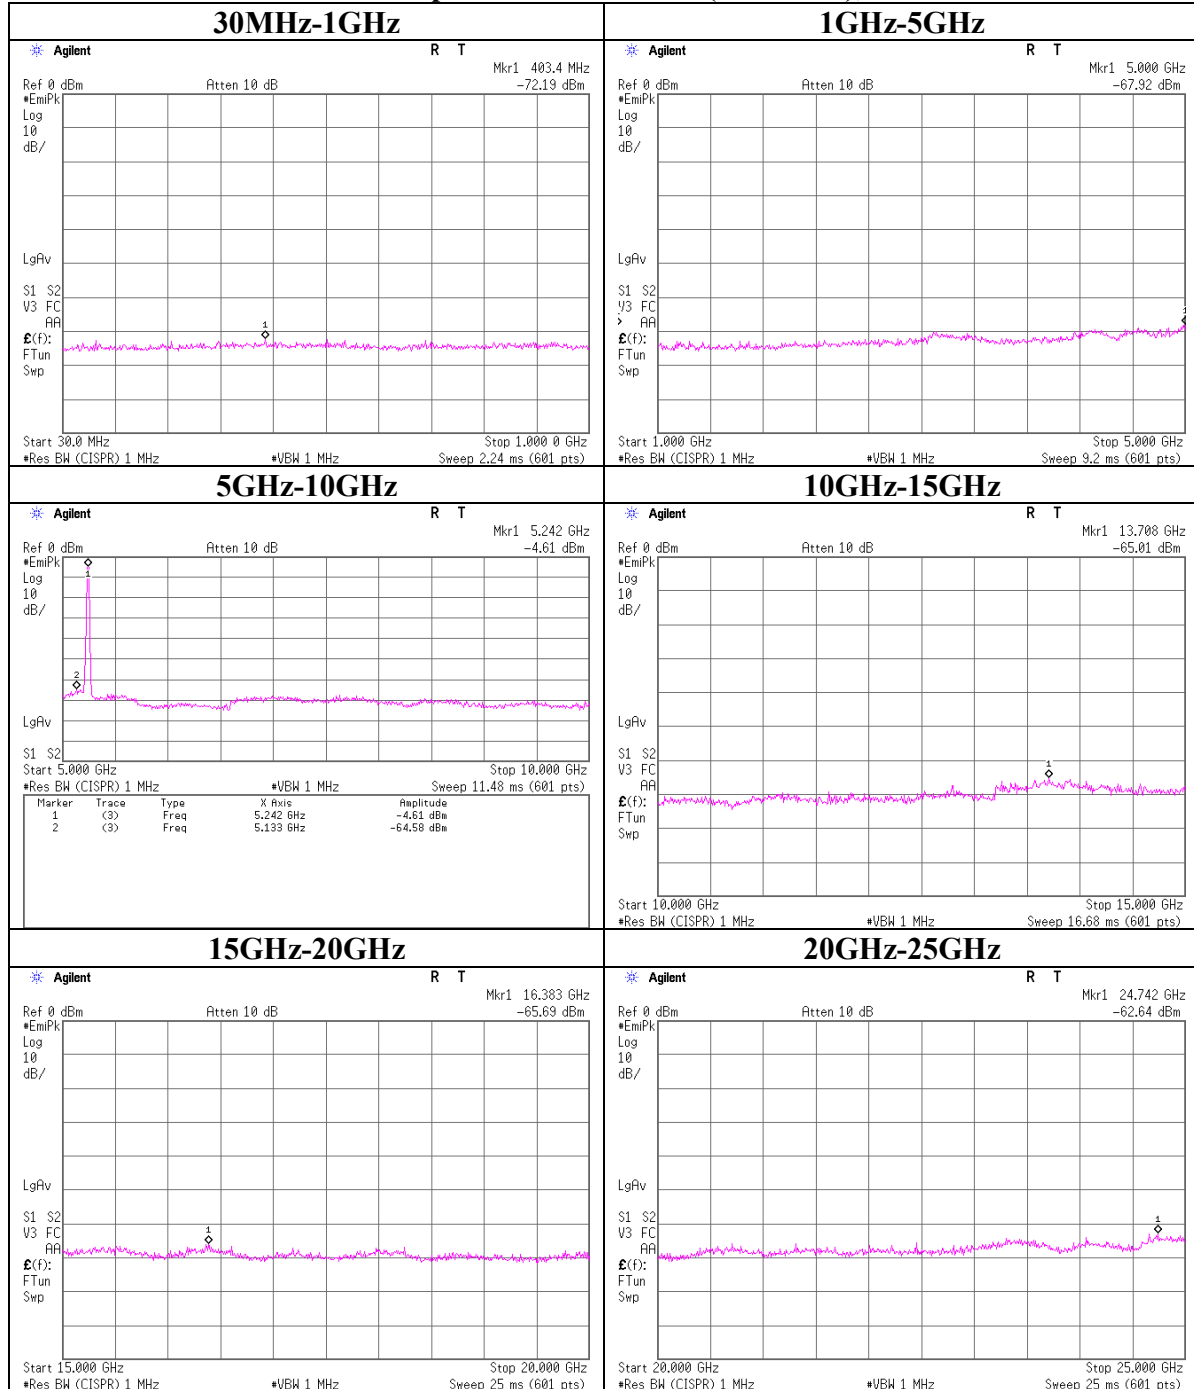 30MHz-1GHz
Agilent R T
Mkr1 403.4 MHz
Ref 0 dBm Atten 10 dB -72.19 dBm
#EmiPk
Log
10
dB/
LgAv
S1 S2
V3 FC
AA
£(f):
FTun
Swp
1
Start 30.0 MHz Stop 1.000 0 GHz
#Res BW (CISPR) 1 MHz #VBW 1 MHz Sweep 2.24 ms (601 pts)
1GHz-5GHz
Agilent R T
Mkr1 5.000 GHz
Ref 0 dBm Atten 10 dB -67.92 dBm
#EmiPk
Log
10
dB/
LgAv
S1 S2
V3 FC
AA
£(f):
FTun
Swp
1
Start 1.000 GHz Stop 5.000 GHz
#Res BW (CISPR) 1 MHz #VBW 1 MHz Sweep 9.2 ms (601 pts)
5GHz-10GHz
Agilent R T
Mkr1 5.242 GHz
Ref 0 dBm Atten 10 dB -4.61 dBm
#EmiPk
Log
10
dB/
1
2
LgAv
S1 S2
Start 5.000 GHz Stop 10.000 GHz
#Res BW (CISPR) 1 MHz #VBW 1 MHz Sweep 11.48 ms (601 pts)
Marker Trace Type X Axis Amplitude
1 (3) Freq 5.242 GHz -4.61 dBm
2 (3) Freq 5.133 GHz -64.58 dBm
10GHz-15GHz
Agilent R T
Mkr1 13.708 GHz
Ref 0 dBm Atten 10 dB -65.01 dBm
#EmiPk
Log
10
dB/
LgAv
S1 S2
V3 FC
AA
£(f):
FTun
Swp
1
Start 10.000 GHz Stop 15.000 GHz
#Res BW (CISPR) 1 MHz #VBW 1 MHz Sweep 16.68 ms (601 pts)
15GHz-20GHz
Agilent R T
Mkr1 16.383 GHz
Ref 0 dBm Atten 10 dB -65.69 dBm
#EmiPk
Log
10
dB/
LgAv
S1 S2
V3 FC
AA
£(f):
FTun
Swp
1
Start 15.000 GHz Stop 20.000 GHz
#Res BW (CISPR) 1 MHz #VBW 1 MHz Sweep 25 ms (601 pts)
20GHz-25GHz
Agilent R T
Mkr1 24.742 GHz
Ref 0 dBm Atten 10 dB -62.64 dBm
#EmiPk
Log
10
dB/
LgAv
S1 S2
V3 FC
AA
£(f):
FTun
Swp
1
Start 20.000 GHz Stop 25.000 GHz
#Res BW (CISPR) 1 MHz #VBW 1 MHz Sweep 25 ms (601 pts)